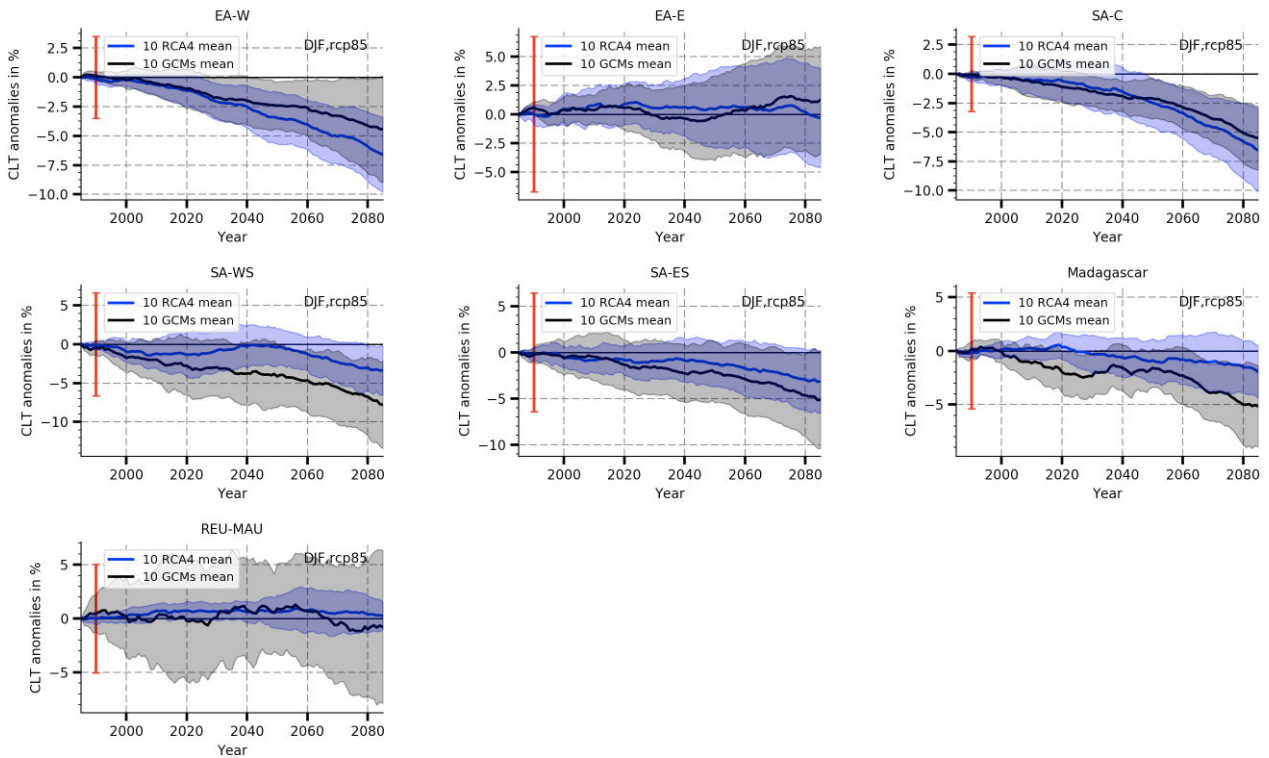 EA-W
CLT anomalies in %
2.5
0.0
−2.5
−5.0
−7.5
−10.0
10 RCA4 mean
10 GCMs mean
DJF,rcp85
2000 2020 2040 2060 2080
Year
EA-E
CLT anomalies in %
5.0
2.5
0.0
−2.5
−5.0
10 RCA4 mean
10 GCMs mean
DJF,rcp85
2000 2020 2040 2060 2080
Year
SA-C
CLT anomalies in %
2.5
0.0
−2.5
−5.0
−7.5
−10.0
10 RCA4 mean
10 GCMs mean
DJF,rcp85
2000 2020 2040 2060 2080
Year
SA-WS
CLT anomalies in %
5
0
−5
−10
10 RCA4 mean
10 GCMs mean
DJF,rcp85
2000 2020 2040 2060 2080
Year
SA-ES
CLT anomalies in %
5
0
−5
−10
10 RCA4 mean
10 GCMs mean
DJF,rcp85
2000 2020 2040 2060 2080
Year
Madagascar
CLT anomalies in %
5
0
−5
10 RCA4 mean
10 GCMs mean
DJF,rcp85
2000 2020 2040 2060 2080
Year
REU-MAU
CLT anomalies in %
5
0
−5
10 RCA4 mean
10 GCMs mean
DJF,rcp85
2000 2020 2040 2060 2080
Year